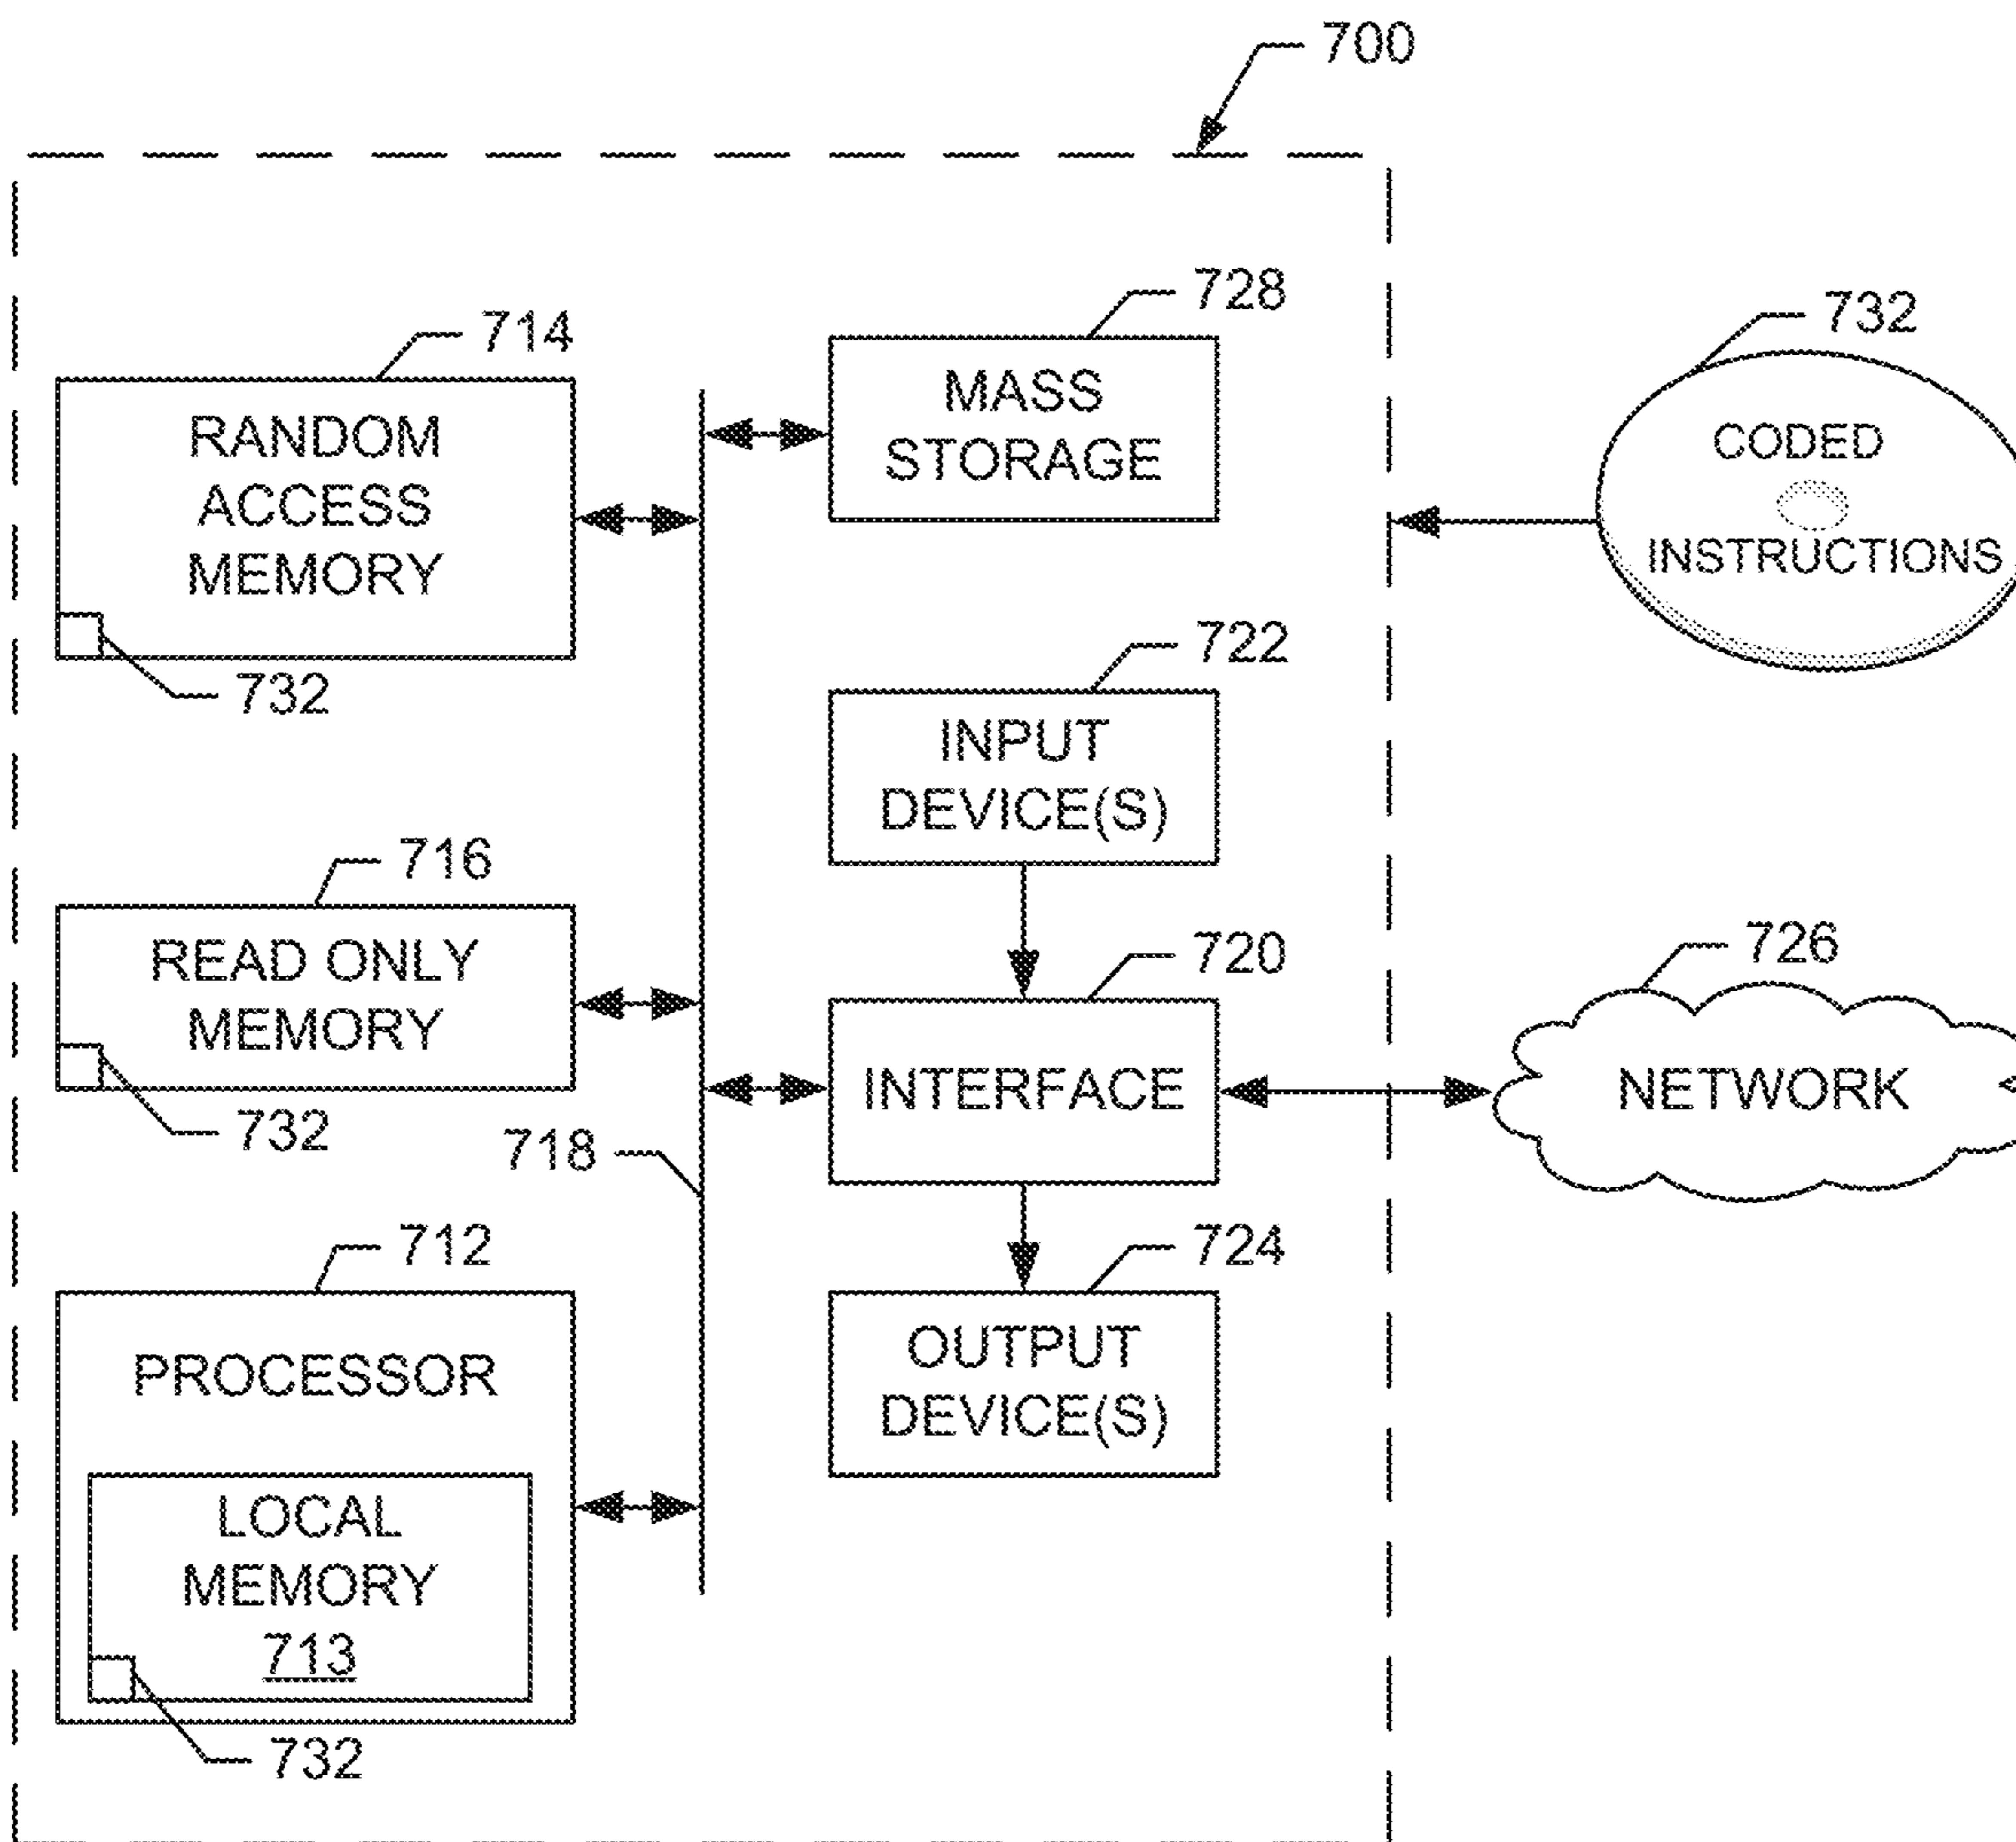 700
728
714
732
MASS
STORAGE
RANDOM
ACCESS
MEMORY
CODED
INSTRUCTIONS
732
722
INPUT
DEVICE(S)
716
READ ONLY
MEMORY
732
720
726
INTERFACE
NETWORK
718
712
724
PROCESSOR
OUTPUT
DEVICE(S)
LOCAL
MEMORY
713
732